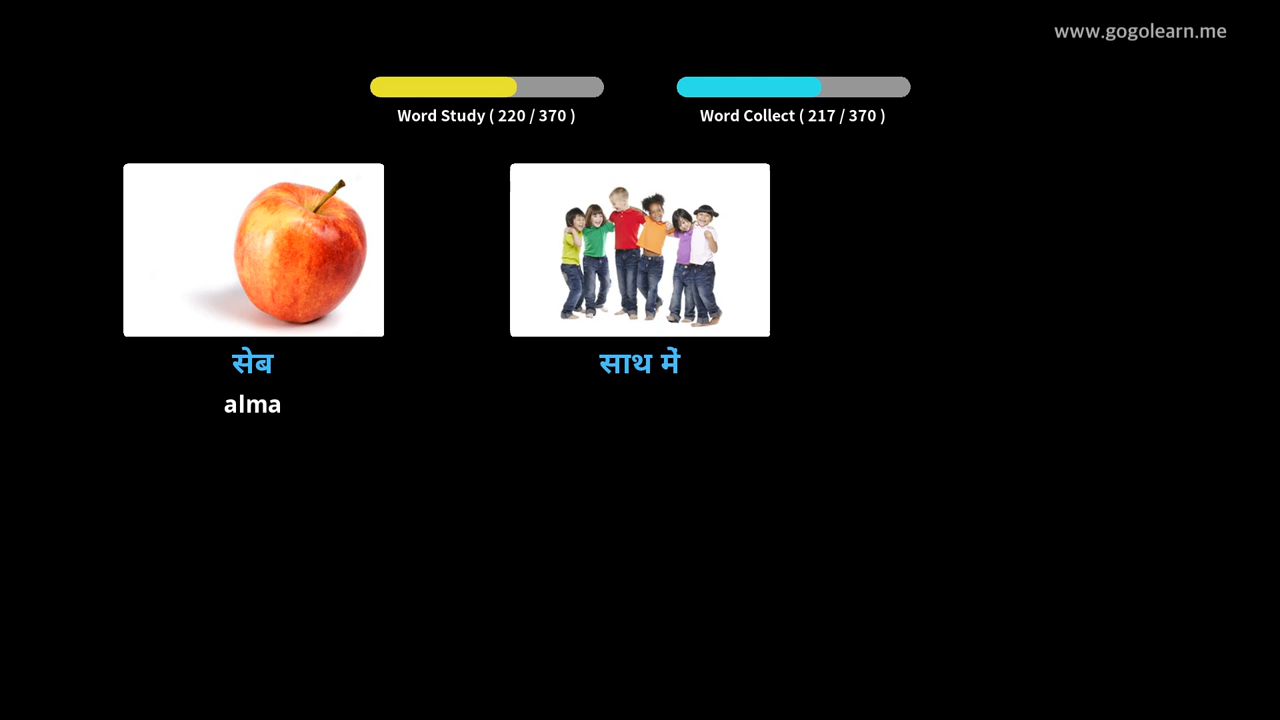 www.gogolearn.me
Word Study ( 220 / 370 )
Word Collect ( 217 / 370 )
सेब
साथ में
alma